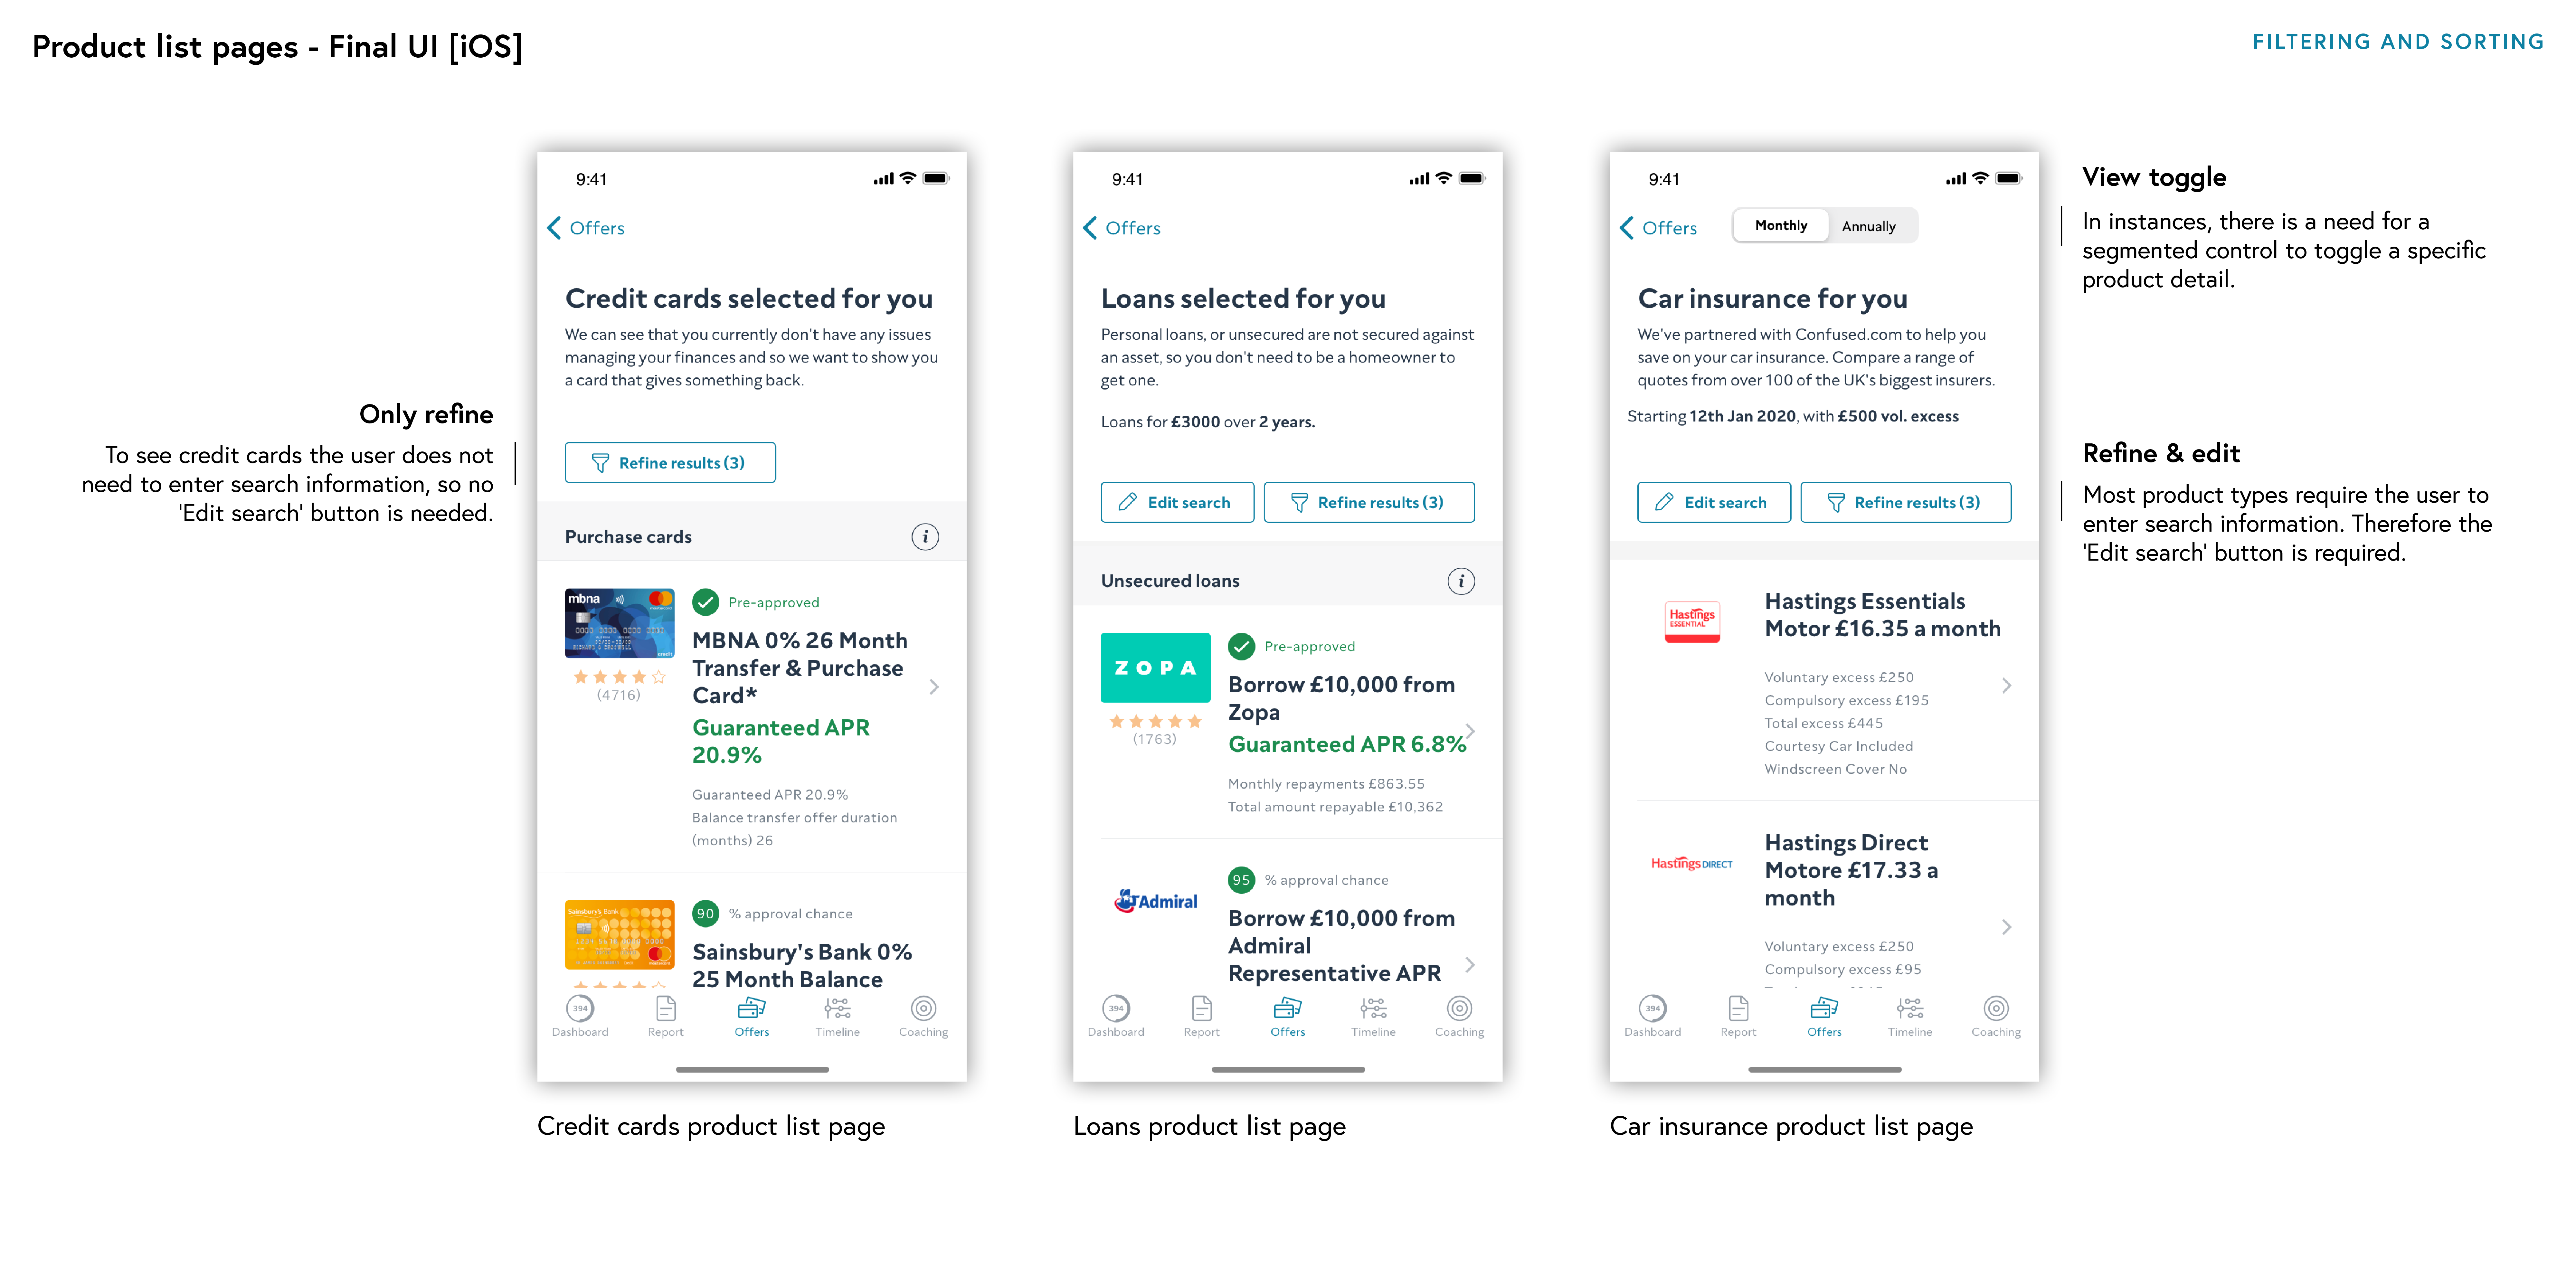 Product list pages - Final UI [iOS]
FILTERING AND SORTING
Only refine
To see credit cards the user does not
need to enter search information, so no
'Edit search' button is needed.
9:41
Offers
Credit cards selected for you
We can see that you currently don't have any issues
managing your finances and so we want to show you
a card that gives something back.
Refine results (3)
Purchase cards
i
mbna
Pre-approved
MBNA 0% 26 Month
Transfer & Purchase
Card*
(4716)
Guaranteed APR
20.9%
Guaranteed APR 20.9%
Balance transfer offer duration
(months) 26
Sainsbury's Bank
90 % approval chance
Sainsbury's Bank 0%
25 Month Balance
394
Dashboard Report Offers Timeline Coaching
Credit cards product list page
9:41
Offers
Loans selected for you
Personal loans, or unsecured are not secured against
an asset, so you don't need to be a homeowner to
get one.
Loans for £3000 over 2 years.
Edit search Refine results (3)
Unsecured loans
i
ZOPA
Pre-approved
Borrow £10,000 from
Zopa
(1763)
Guaranteed APR 6.8%
Monthly repayments £863.55
Total amount repayable £10,362
Admiral
95 % approval chance
Borrow £10,000 from
Admiral
Representative APR
394
Dashboard Report Offers Timeline Coaching
Loans product list page
9:41
Offers
Monthly Annually
Car insurance for you
We've partnered with Confused.com to help you
save on your car insurance. Compare a range of
quotes from over 100 of the UK's biggest insurers.
Starting 12th Jan 2020, with £500 vol. excess
Edit search Refine results (3)
Hastings
ESSENTIAL
Hastings Essentials
Motor £16.35 a month
Voluntary excess £250
Compulsory excess £195
Total excess £445
Courtesy Car Included
Windscreen Cover No
Hastings DIRECT
Hastings Direct
Motore £17.33 a
month
Voluntary excess £250
Compulsory excess £95
394
Dashboard Report Offers Timeline Coaching
Car insurance product list page
View toggle
In instances, there is a need for a
segmented control to toggle a specific
product detail.
Refine & edit
Most product types require the user to
enter search information. Therefore the
'Edit search' button is required.